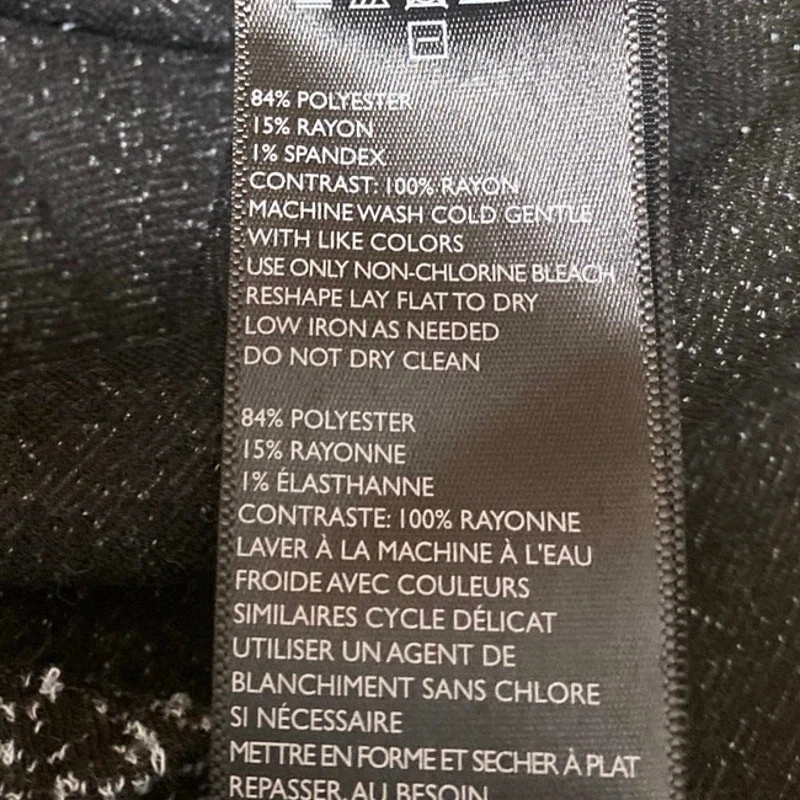 84% POLYESTER
15% RAYON
1% SPANDEX
CONTRAST: 100% RAYON
MACHINE WASH COLD GENTLE
WITH LIKE COLORS
USE ONLY NON-CHLORINE BLEACH
RESHAPE LAY FLAT TO DRY
LOW IRON AS NEEDED
DO NOT DRY CLEAN
84% POLYESTER
15% RAYONNE
1% ÉLASTHANNE
CONTRASTE: 100% RAYONNE
LAVER À LA MACHINE À L'EAU
FROIDE AVEC COULEURS
SIMILAIRES CYCLE DÉLICAT
UTILISER UN AGENT DE
BLANCHIMENT SANS CHLORE
SI NÉCESSAIRE
METTRE EN FORME ET SECHER À PLAT
REPASSER, AU BESOIN